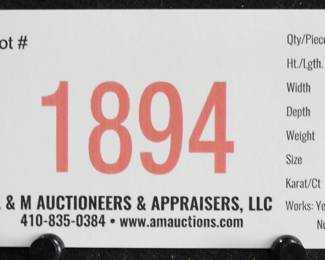 ot #
1894
& M AUCTIONEERS & APPRAISERS, LLC
410-835-0384 • www.amauctions.com
Qty/Piece
Ht./Lgth.
Width
Depth
Weight
Size
Karat/Ct
Works: Ye